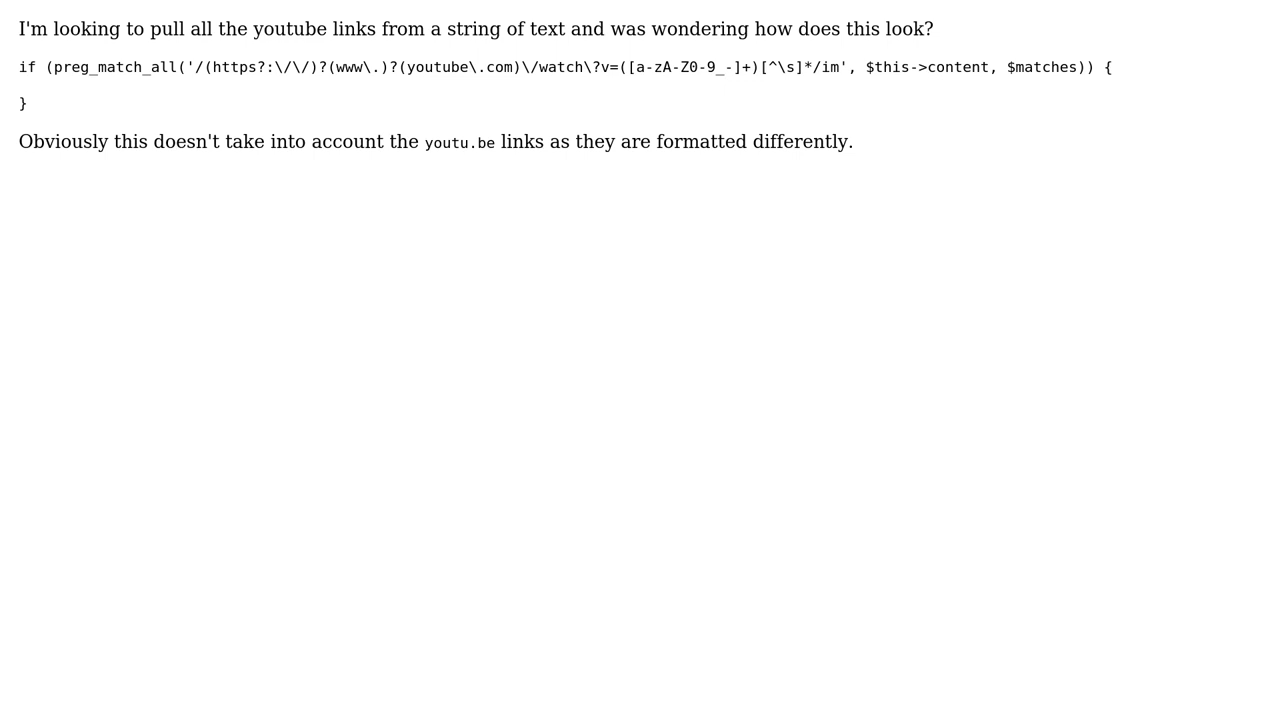 I'm looking to pull all the youtube links from a string of text and was wondering how does this look?
if (preg_match_all('/(https?:\/\/)?(www\.)?(youtube\.com)\/watch\?v=([a-zA-Z0-9_-]+)[^\s]*/im', $this->content, $matches)) {
}
Obviously this doesn't take into account the youtu.be links as they are formatted differently.